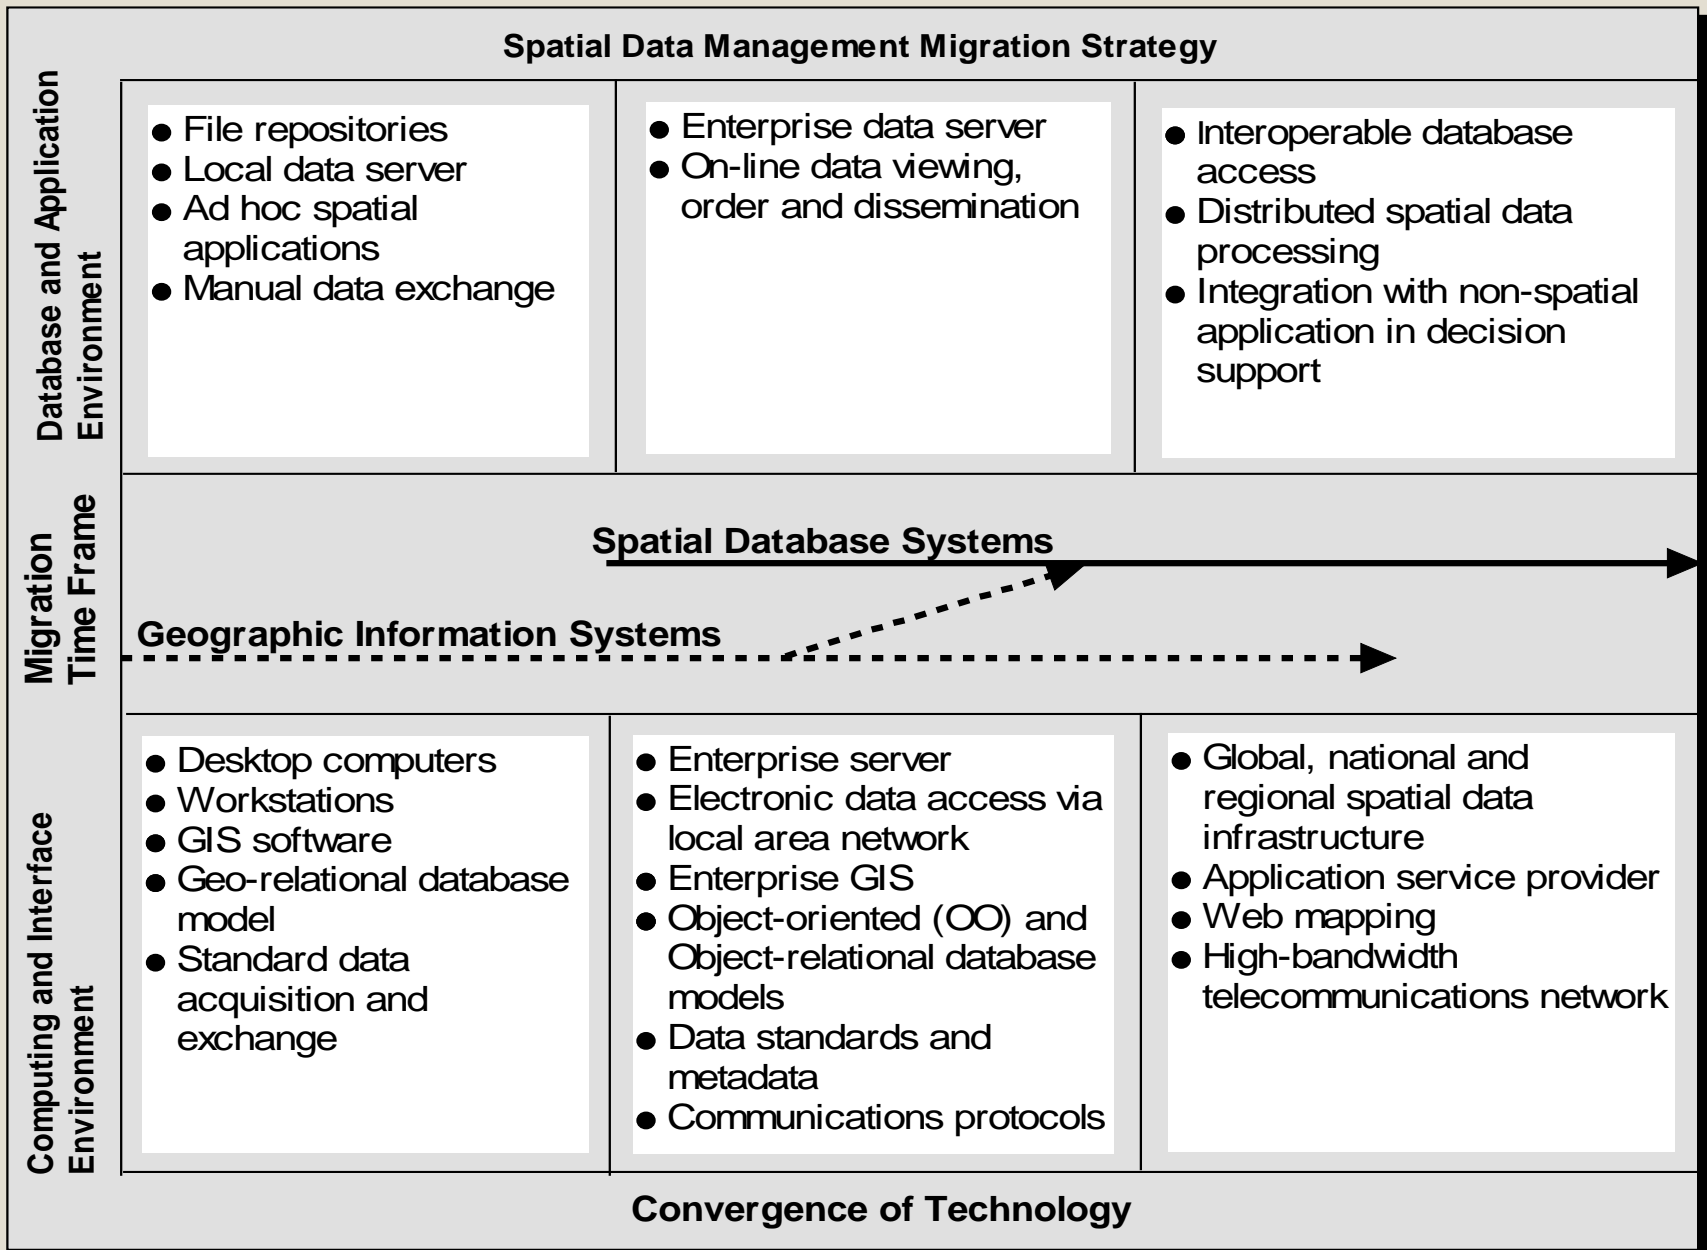 Spatial Data Management Migration Strategy
Database and Application
Environment
● File repositories
● Local data server
● Ad hoc spatial
applications
● Manual data exchange
● Enterprise data server
● On-line data viewing,
order and dissemination
● Interoperable database
access
● Distributed spatial data
processing
● Integration with non-spatial
application in decision
support
Migration
Time Frame
Spatial Database Systems
Geographic Information Systems
Computing and Interface
Environment
● Desktop computers
● Workstations
● GIS software
● Geo-relational database
model
● Standard data
acquisition and
exchange
● Enterprise server
● Electronic data access via
local area network
● Enterprise GIS
● Object-oriented (OO) and
Object-relational database
models
● Data standards and
metadata
● Communications protocols
● Global, national and
regional spatial data
infrastructure
● Application service provider
● Web mapping
● High-bandwidth
telecommunications network
Convergence of Technology